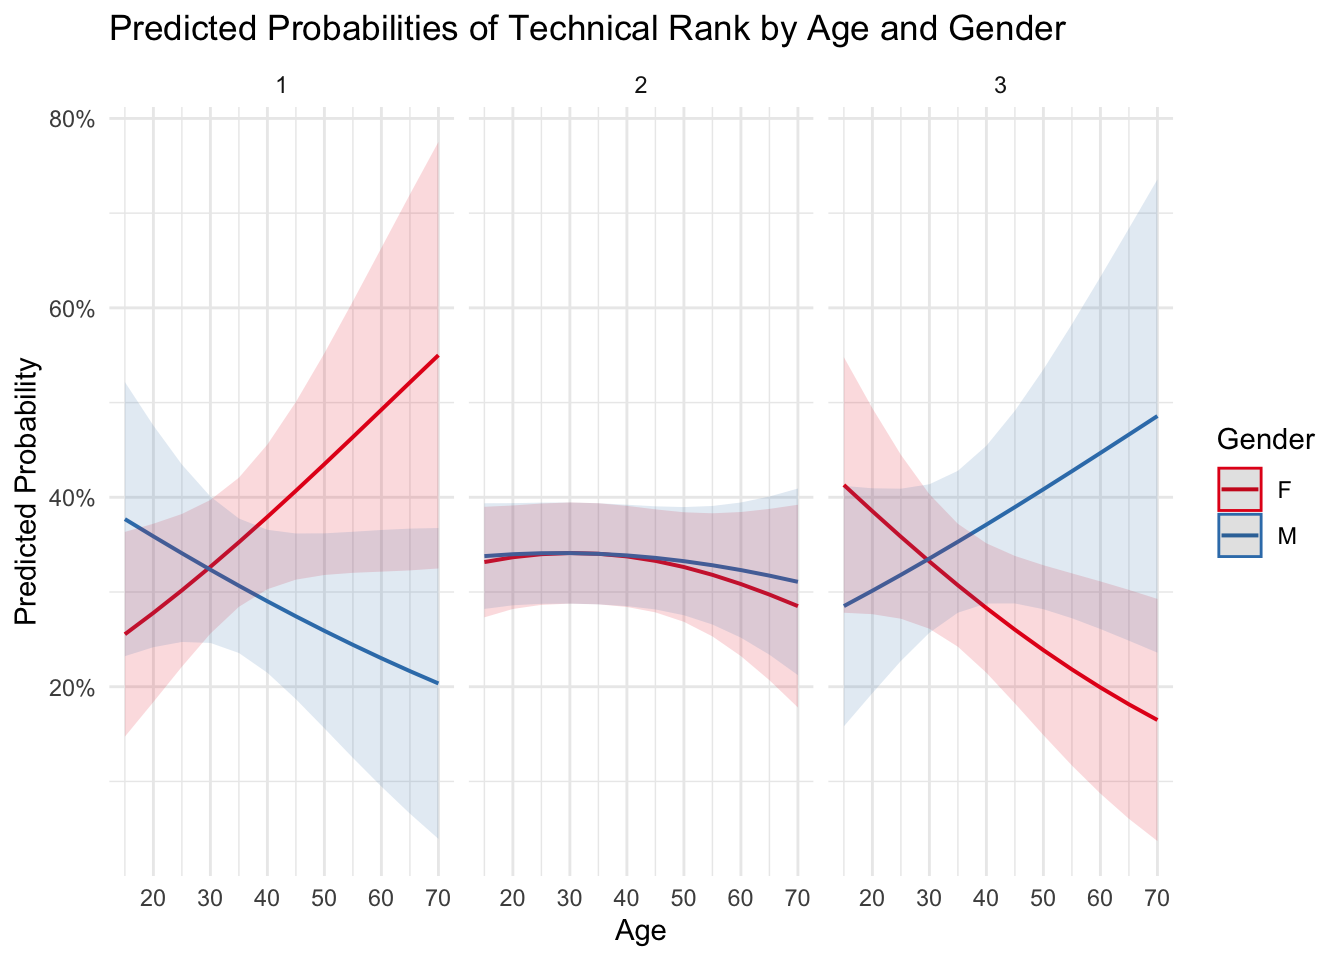 Predicted Probabilities of Technical Rank by Age and Gender
1 2 3
80%
60%
40%
20%
Predicted Probability
20 30 40 50 60 70 20 30 40 50 60 70 20 30 40 50 60 70
Age
Gender
F
M